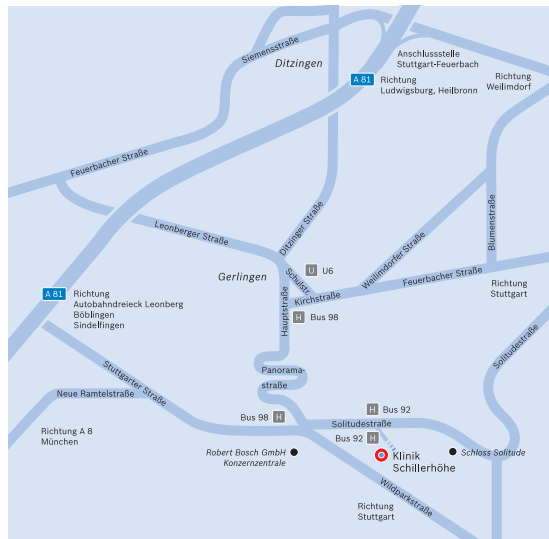 Siemensstraße
Ditzingen
Anschlussstelle
Stuttgart-Feuerbach
A 81
Richtung
Ludwigsburg, Heilbronn
Richtung
Weilimdorf
Feuerbacher Straße
Leonberger Straße
Ditzinger Straße
Blumenstraße
Gerlingen
Schulstr.
U
U6
Weilimdorfer Straße
Feuerbacher Straße
Kirchstraße
Richtung
Stuttgart
A 81
Richtung
Autobahndreieck Leonberg
Böblingen
Sindelfingen
Hauptstraße
H
Bus 98
Solitudestraße
Panorama-
straße
Stuttgarter Straße
Neue Ramtelstraße
Bus 98
H
H
Bus 92
Solitudestraße
Bus 92
H
Richtung A 8
München
Robert Bosch GmbH
Konzernzentrale
Klinik
Schillerhöhe
Schloss Solitude
Wildparkstraße
Richtung
Stuttgart